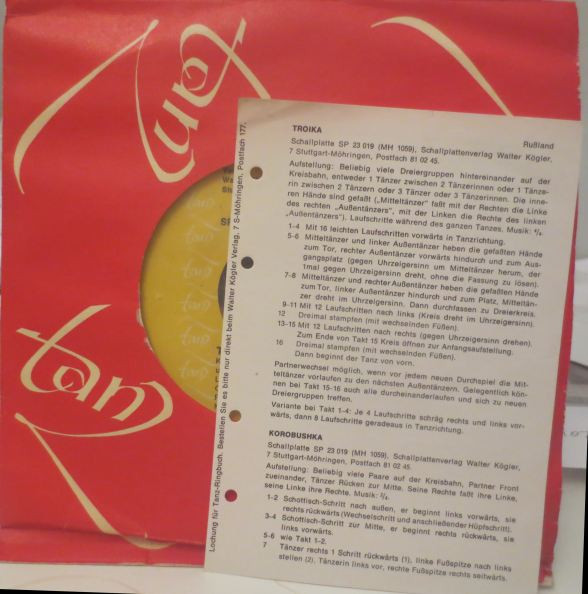 tanz
tanz
Lochung für Tanz-Ringbuch. Bestellen Sie es bitte nur direkt beim Walter Kögler Verlag, 7 S-Möhringen, Postfach 177.
TROIKA
Rußland
Schallplatte SP 23 019 (MH 1059), Schallplattenverlag Walter Kögler,
7 Stuttgart-Möhringen, Postfach 81 02 45.
Aufstellung: Beliebig viele Dreiergruppen hintereinander auf der
Kreisbahn, entweder 1 Tänzer zwischen 2 Tänzerinnen oder 1 Tänze-
rin zwischen 2 Tänzern oder 3 Tänzer oder 3 Tänzerinnen. Die inne-
ren Hände sind gefaßt („Mitteltänzer" faßt mit der Rechten die Linke
des rechten „Außentänzers", mit der Linken die Rechte des linken
„Außentänzers"). Laufschritte während des ganzen Tanzes. Musik: ⁴/₄.
1-4 Mit 16 leichten Laufschritten vorwärts in Tanzrichtung.
5-6 Mitteltänzer und linker Außentänzer heben die gefaßten Hände
zum Tor, rechter Außentänzer vorwärts hindurch und zum Aus-
gangsplatz (gegen Uhrzeigersinn um Mitteltänzer herum, der
1mal gegen Uhrzeigersinn dreht, ohne die Fassung zu lösen).
7-8 Mitteltänzer und rechter Außentänzer heben die gefaßten Hände
zum Tor, linker Außentänzer hindurch und zum Platz, Mitteltän-
zer dreht im Uhrzeigersinn. Dann durchfassen zu Dreierkreis.
9-11 Mit 12 Laufschritten nach links (Kreis dreht im Uhrzeigersinn).
12 Dreimal stampfen (mit wechselnden Füßen).
13-15 Mit 12 Laufschritten nach rechts (gegen Uhrzeigersinn drehen).
Zum Ende von Takt 15 Kreis öffnen zur Anfangsaufstellung.
16 Dreimal stampfen (mit wechselnden Füßen).
Dann beginnt der Tanz von vorn.
Partnerwechsel möglich, wenn vor jedem neuen Durchspiel die Mit-
teltänzer vorlaufen zu den nächsten Außentänzern. Gelegentlich kön-
nen bei Takt 15-16 auch alle durcheinanderlaufen und sich zu neuen
Dreiergruppen treffen.
Variante bei Takt 1-4: Je 4 Laufschritte schräg rechts und links vor-
wärts, dann 8 Laufschritte geradeaus in Tanzrichtung.
KOROBUSHKA
Schallplatte SP 23 019 (MH 1059), Schallplattenverlag Walter Kögler,
7 Stuttgart-Möhringen, Postfach 81 02 45.
Aufstellung: Beliebig viele Paare auf der Kreisbahn, Partner Front
zueinander, Tänzer Rücken zur Mitte. Seine Rechte faßt ihre Linke,
seine Linke ihre Rechte. Musik: ²/₄.
1-2 Schottisch-Schritt nach außen, er beginnt links vorwärts, sie
rechts rückwärts (Wechselschritt und anschließender Hüpfschritt).
3-4 Schottisch-Schritt zur Mitte, er beginnt rechts rückwärts, sie
links vorwärts.
5-6 wie Takt 1-2.
7 Tänzer rechts 1 Schritt rückwärts (1), linke Fußspitze nach links
stellen (2), Tänzerin links vor, rechte Fußspitze rechts seitwärts.